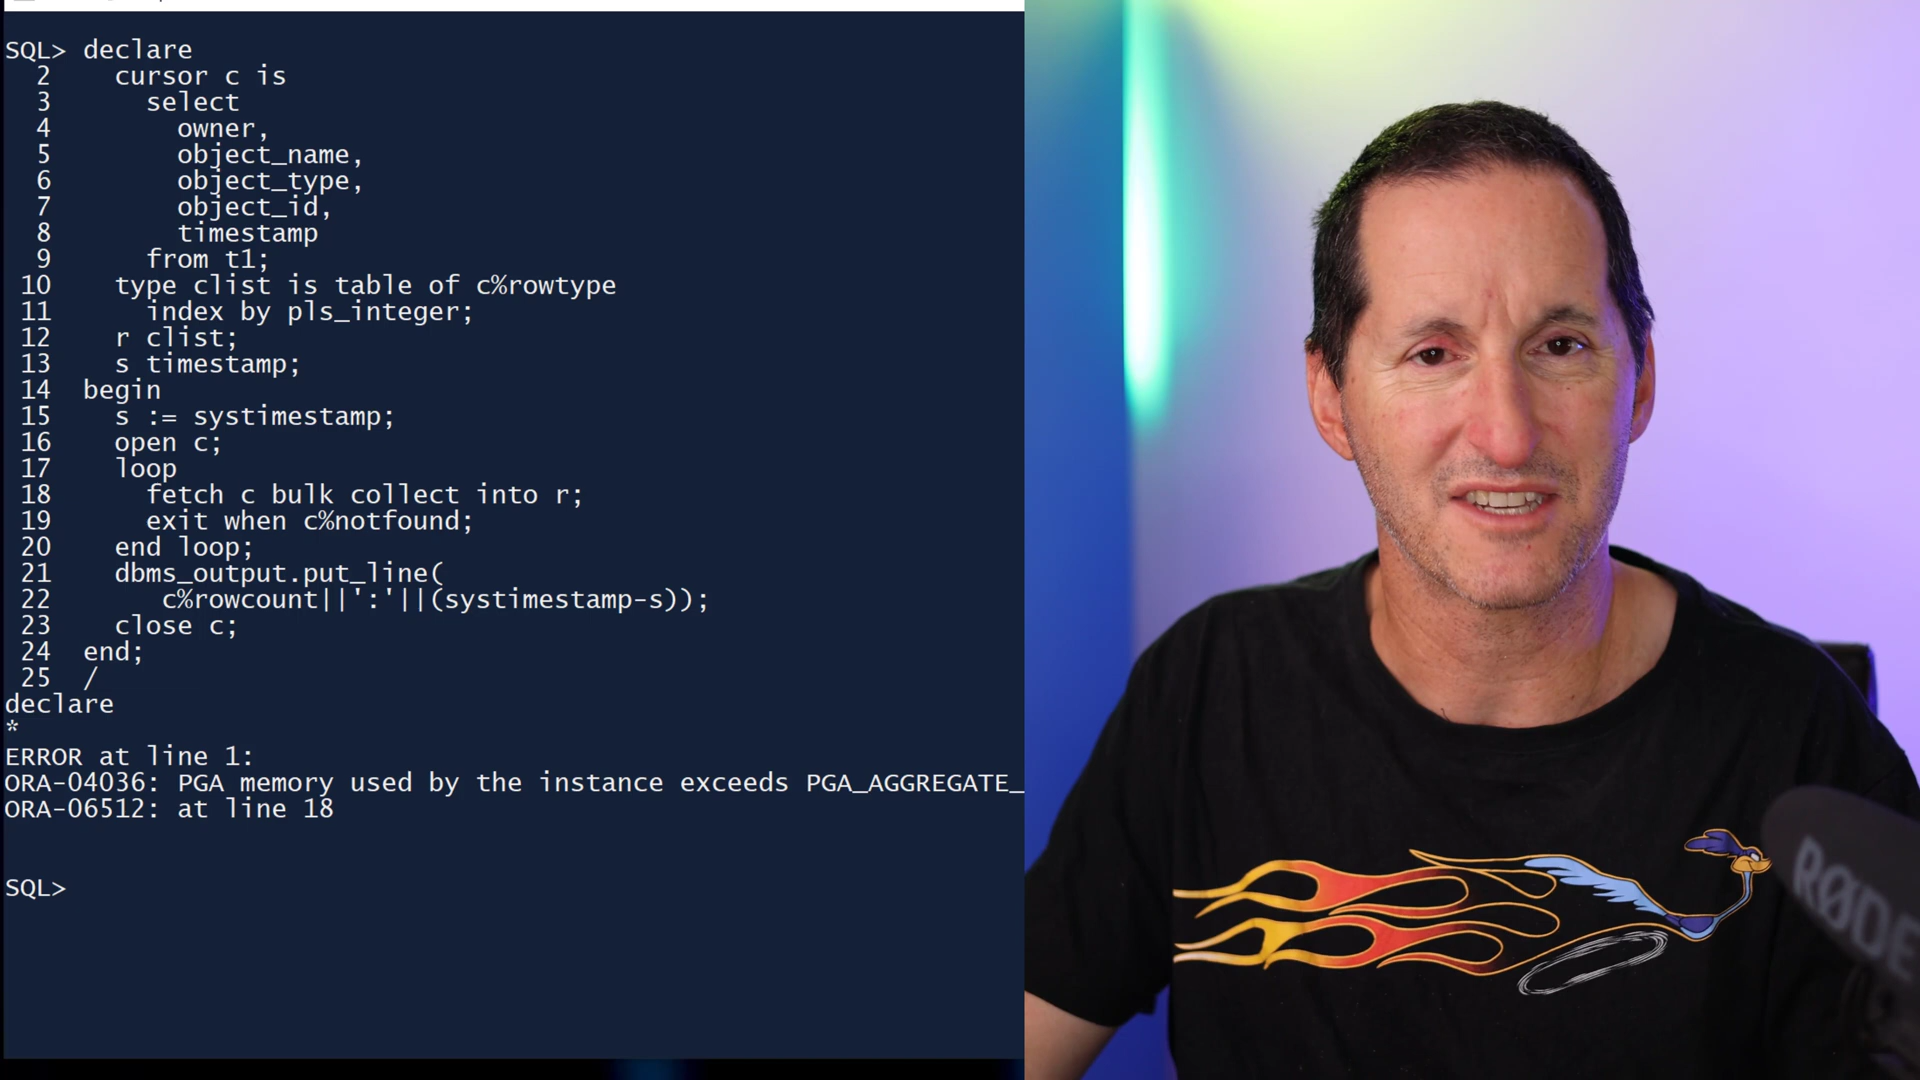 SQL> declare
2 cursor c is
3 select
4 owner,
5 object_name,
6 object_type,
7 object_id,
8 timestamp
9 from t1;
10 type clist is table of c%rowtype
11 index by pls_integer;
12 r clist;
13 s timestamp;
14 begin
15 s := systimestamp;
16 open c;
17 loop
18 fetch c bulk collect into r;
19 exit when c%notfound;
20 end loop;
21 dbms_output.put_line(
22 c%rowcount||':'||(systimestamp-s));
23 close c;
24 end;
25 /
declare
*
ERROR at line 1:
ORA-04036: PGA memory used by the instance exceeds PGA_AGGREGATE_
ORA-06512: at line 18
SQL>
RØDE